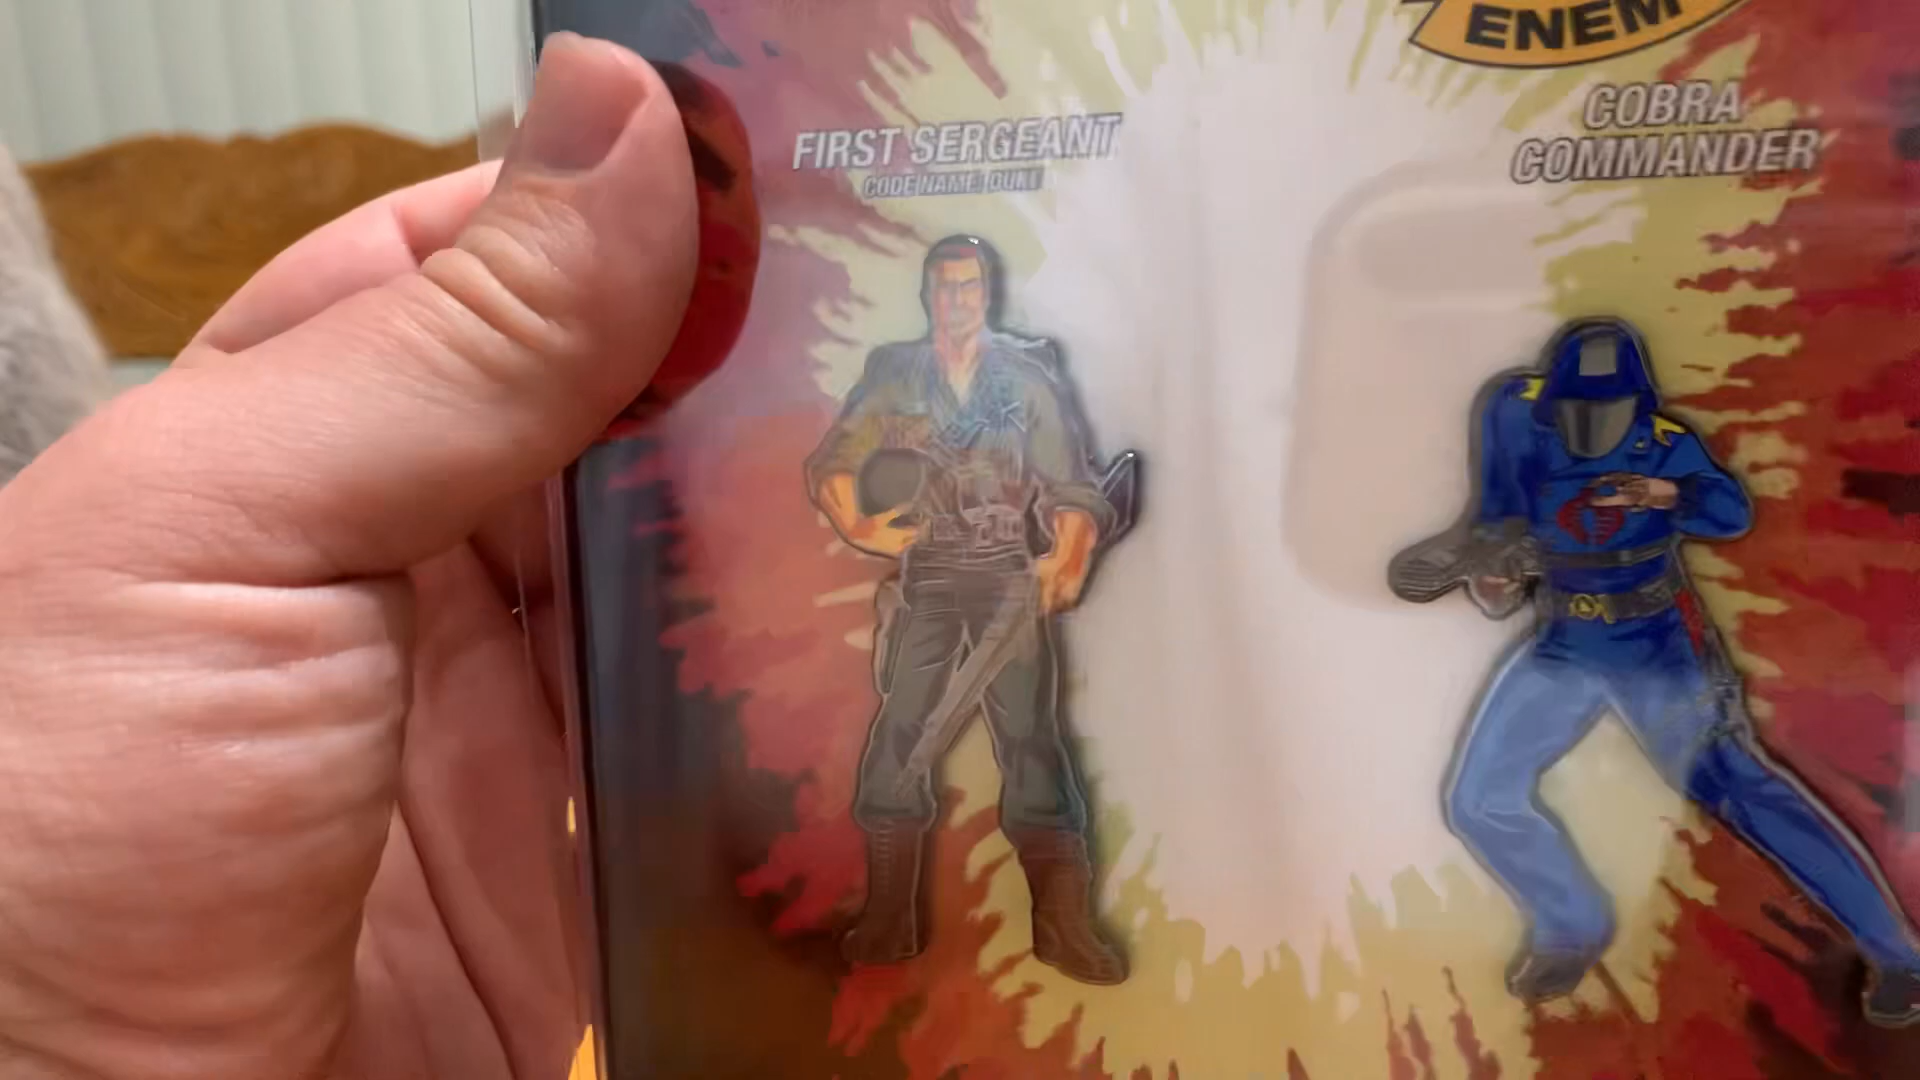 ENEM
FIRST SERGEANT
CODE NAME: DUKE
COBRA
COMMANDER